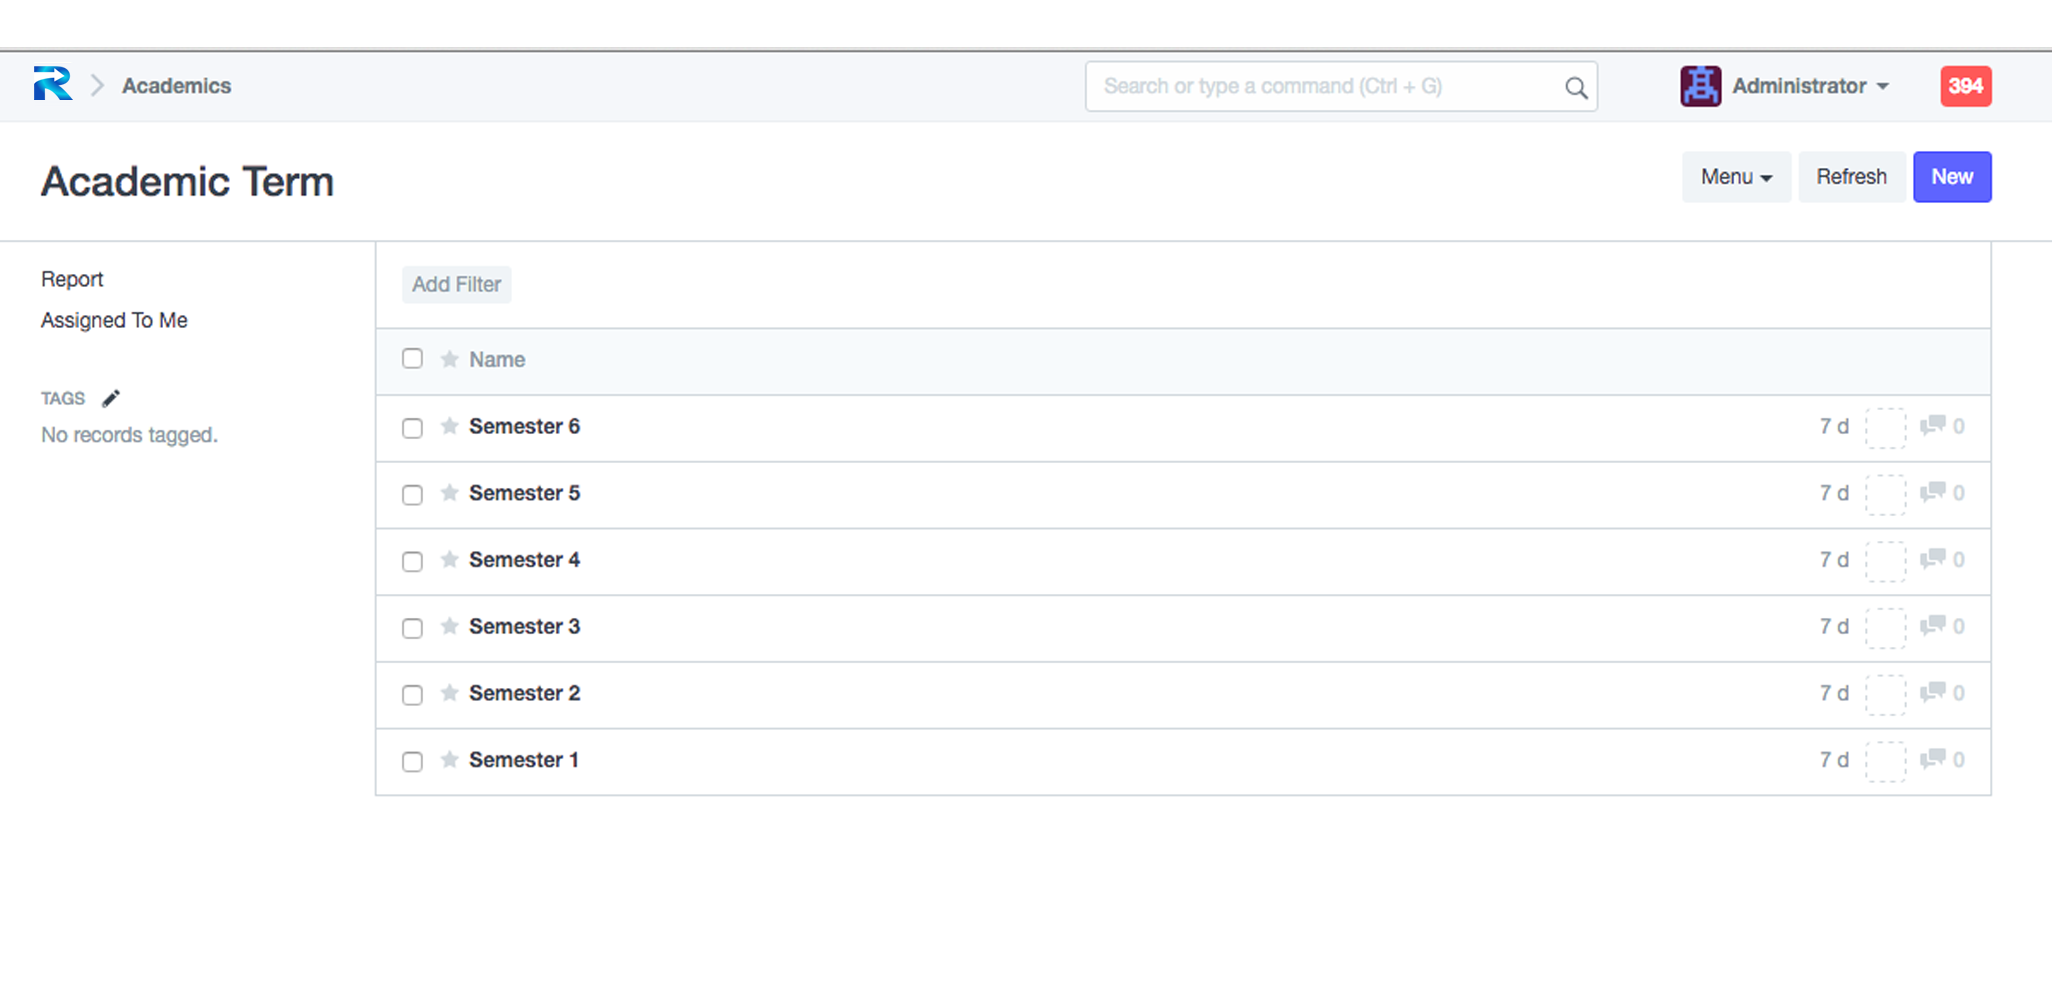 Academics
Search or type a command (Ctrl + G)
Administrator
394
Academic Term
Menu
Refresh
New
Report
Assigned To Me
TAGS
No records tagged.
Add Filter
Name
Semester 6 7 d 0
Semester 5 7 d 0
Semester 4 7 d 0
Semester 3 7 d 0
Semester 2 7 d 0
Semester 1 7 d 0